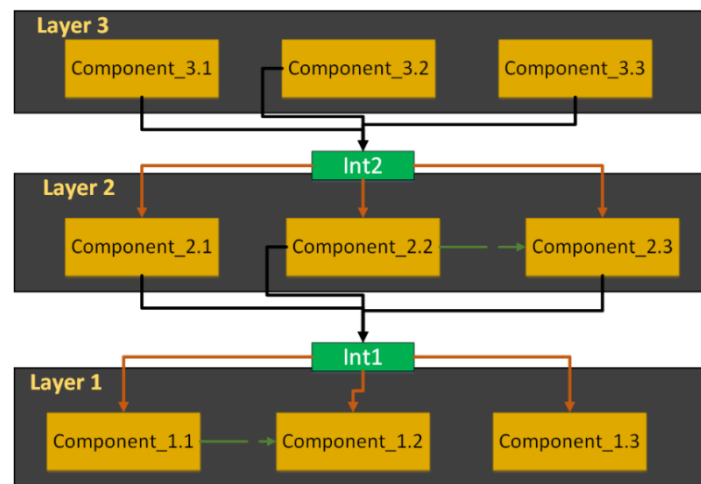 Layer 3
Component_3.1
Component_3.2
Component_3.3
Int2
Layer 2
Component_2.1
Component_2.2
Component_2.3
Int1
Layer 1
Component_1.1
Component_1.2
Component_1.3